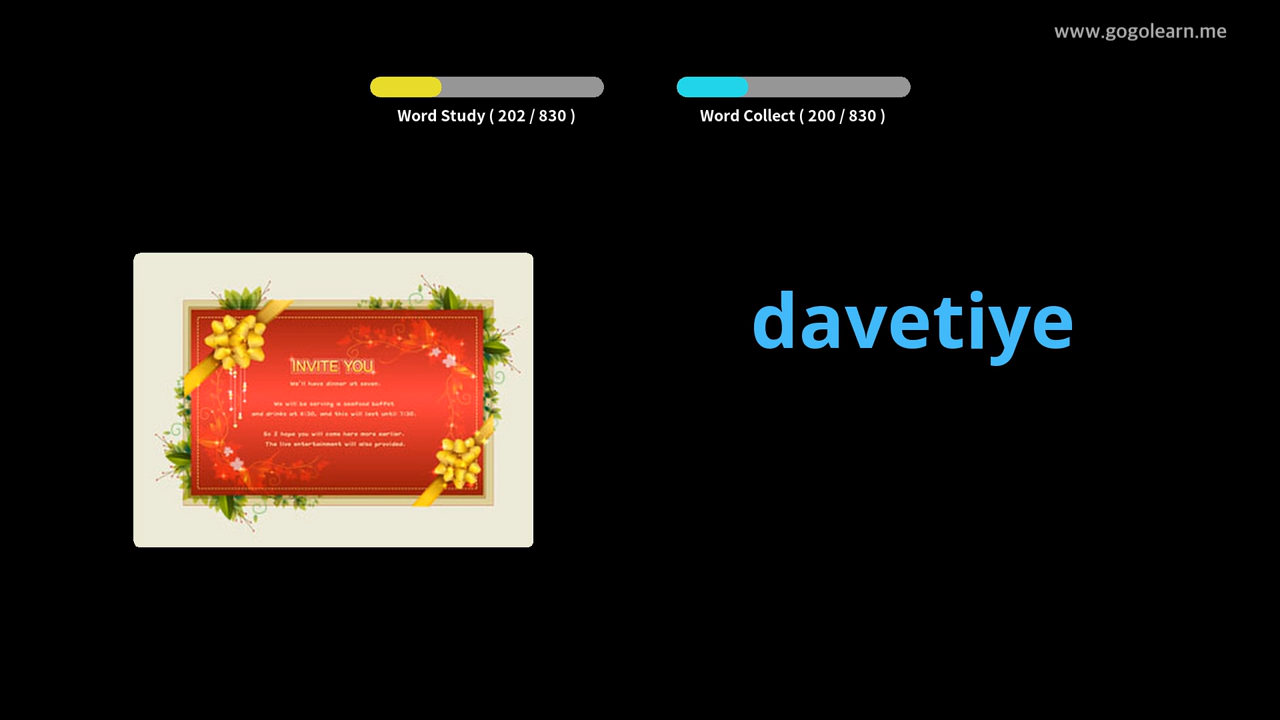 www.gogolearn.me
Word Study ( 202 / 830 )
Word Collect ( 200 / 830 )
davetiye
INVITE YOU
We'll have dinner at seven.
We will be serving a seafood buffet
and drinks at 6:30, and this will last until 7:30.
So I hope you will come here more earlier.
The live entertainment will also provided.